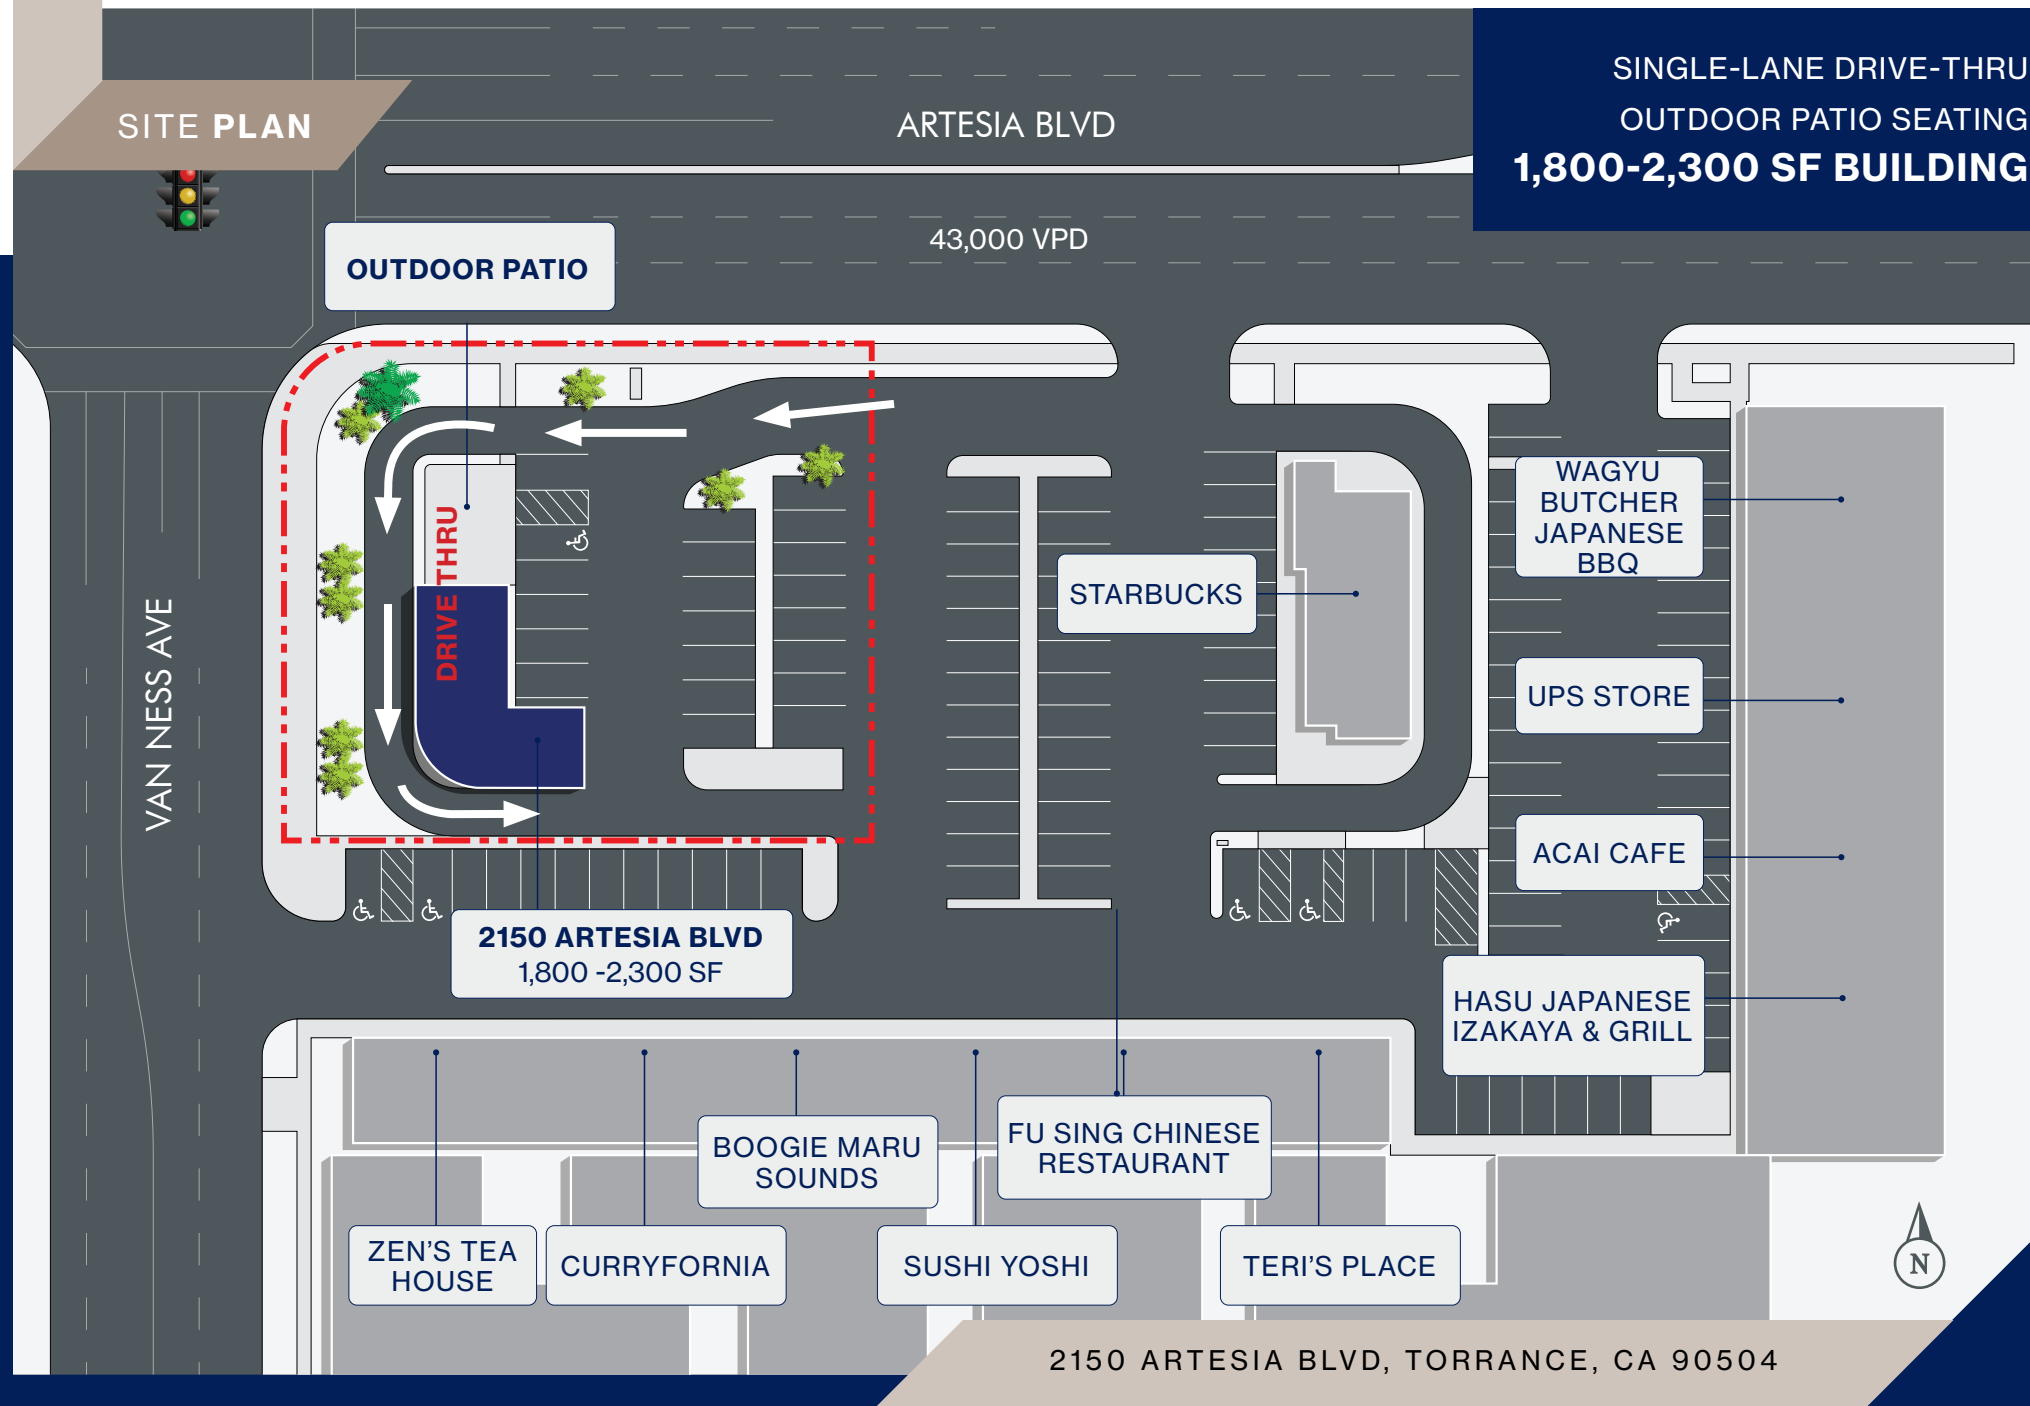 SITE PLAN
ARTESIA BLVD
SINGLE-LANE DRIVE-THRU
OUTDOOR PATIO SEATING
1,800-2,300 SF BUILDING
43,000 VPD
OUTDOOR PATIO
DRIVE THRU
VAN NESS AVE
STARBUCKS
WAGYU
BUTCHER
JAPANESE
BBQ
UPS STORE
ACAI CAFE
HASU JAPANESE
IZAKAYA & GRILL
2150 ARTESIA BLVD
1,800 -2,300 SF
BOOGIE MARU
SOUNDS
FU SING CHINESE
RESTAURANT
ZEN'S TEA
HOUSE
CURRYFORNIA
SUSHI YOSHI
TERI'S PLACE
N
2150 ARTESIA BLVD, TORRANCE, CA 90504